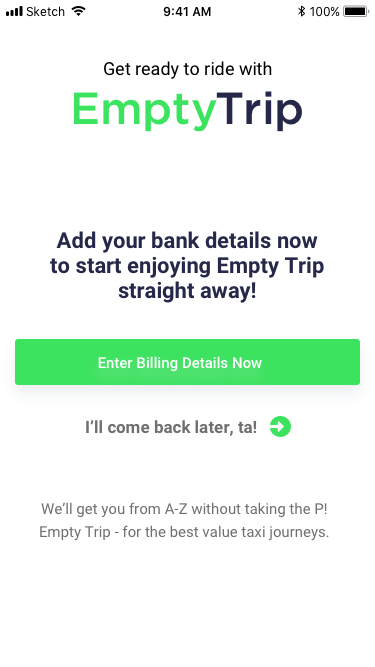 Sketch 9:41 AM 100%
Get ready to ride with
EmptyTrip
Add your bank details now
to start enjoying Empty Trip
straight away!
Enter Billing Details Now
I'll come back later, ta!
We'll get you from A-Z without taking the P!
Empty Trip - for the best value taxi journeys.